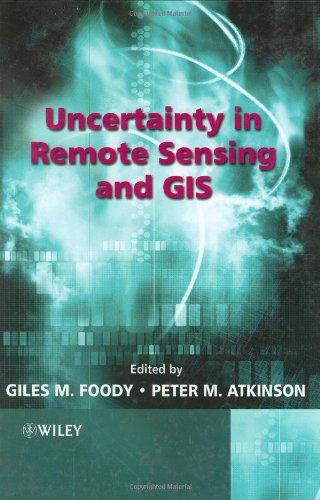 Uncertainty in
Remote Sensing
and GIS
Edited by
GILES M. FOODY • PETER M. ATKINSON
WILEY